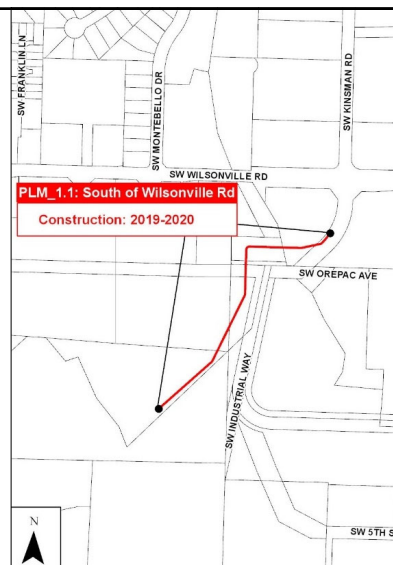 SW FRANKLIN LN
SW MONTEBELLO DR
SW KINSMAN RD
SW WILSONVILLE RD
PLM_1.1: South of Wilsonville Rd
Construction: 2019-2020
SW OREPAC AVE
SW INDUSTRIAL WAY
SW 5TH S
N